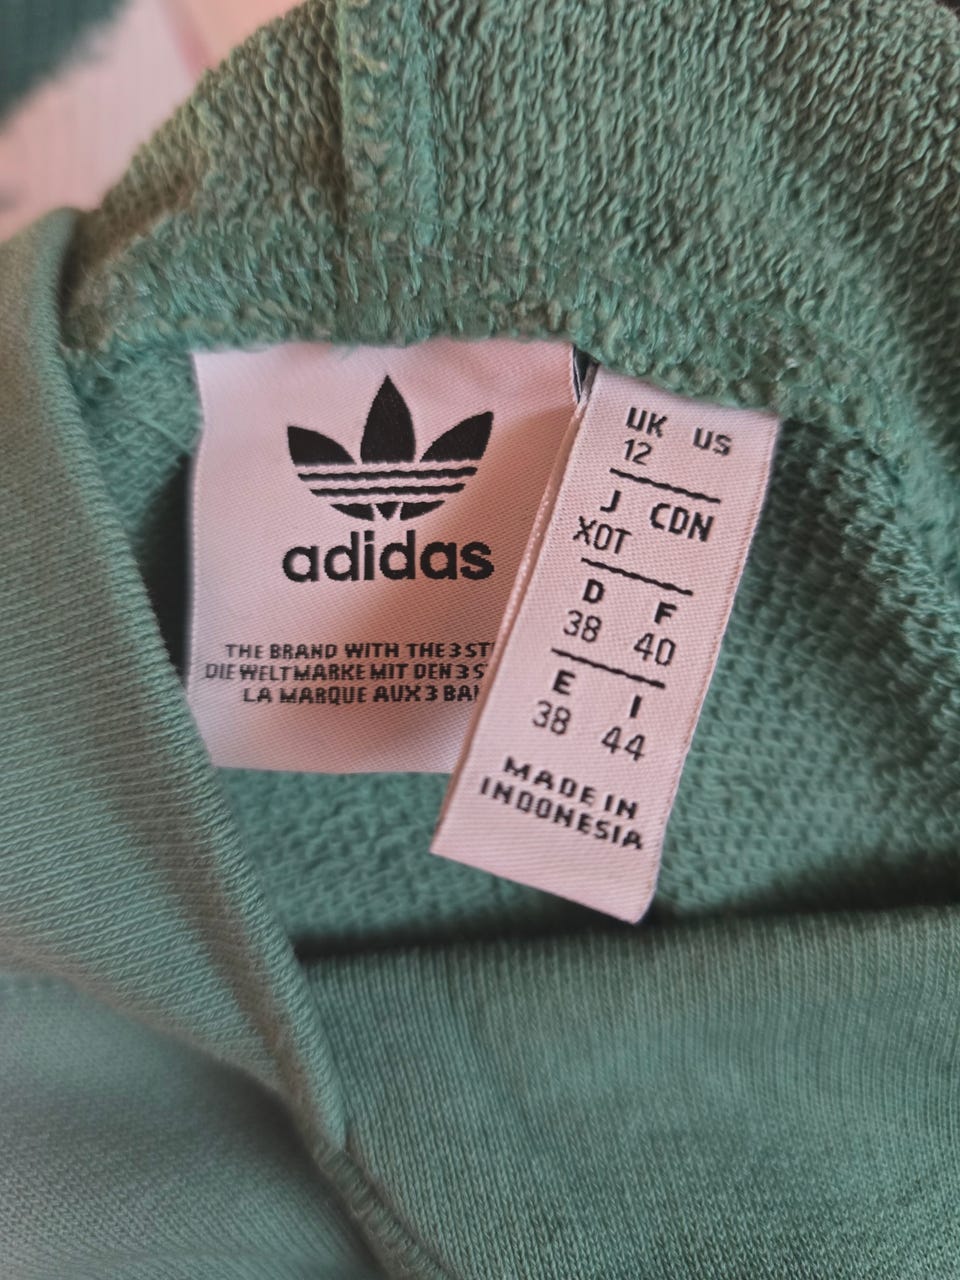 adidas
THE BRAND WITH THE 3
DIE WELTMARKE MIT DEN 3
LA MARQUE AUX 3
UK US
12
J CDN
XOT
D F
38 40
E I
38 44
MADE IN
INDONESIA